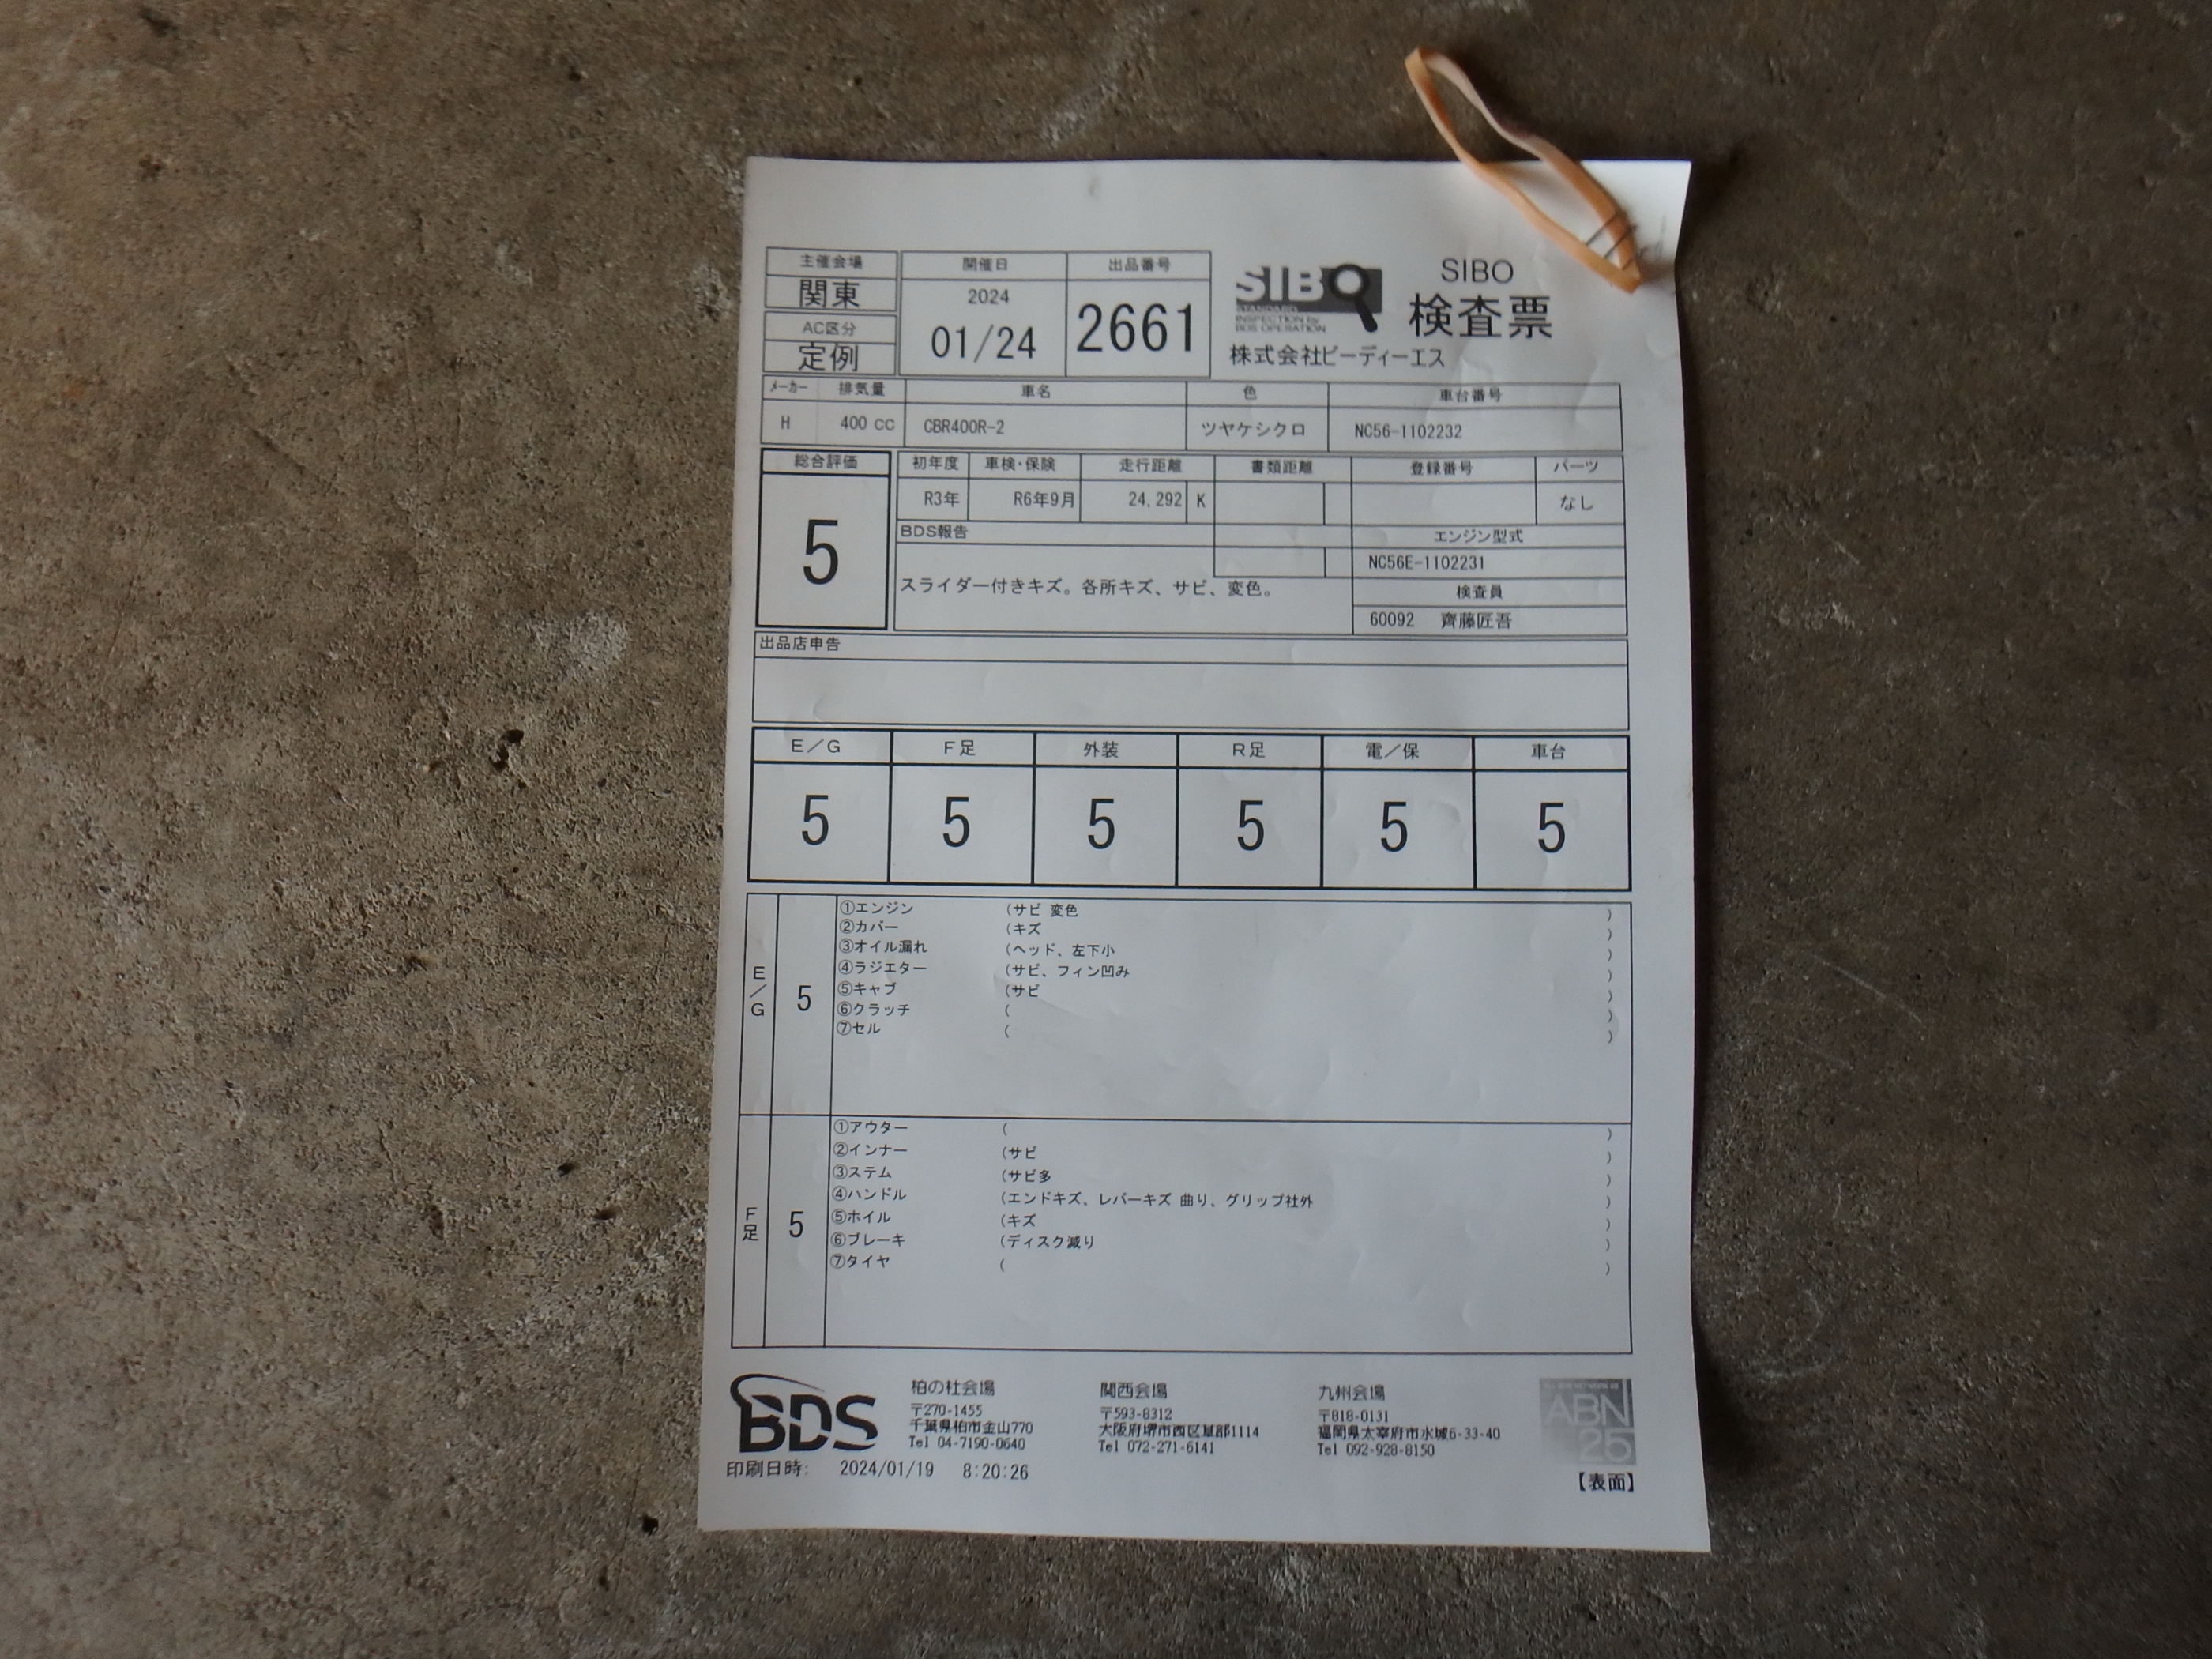 主催会場 開催日 出品番号
関東 2024 01/24 2661
AC区分
定例
SIBO
STANDARD
INSPECTION by
BDS OPERATION
SIBO
検査票
株式会社ビーディーエス
メーカー 排気量 車名 色 車台番号
H 400 cc CBR400R-2 ツヤケシクロ NC56-1102232
総合評価 初年度 車検・保険 走行距離 書類距離 登録番号 パーツ
5 R3年 R6年9月 24,292 K なし
BDS報告 エンジン型式
NC56E-1102231
スライダー付きキズ。各所キズ、サビ、変色。
検査員
60092 齊藤匠吾
出品店申告
E/G F足 外装 R足 電/保 車台
5 5 5 5 5 5
E/G 5
①エンジン (サビ 変色 )
②カバー (キズ )
③オイル漏れ (ヘッド、左下小 )
④ラジエター (サビ、フィン凹み )
⑤キャブ (サビ )
⑥クラッチ ( )
⑦セル ( )
F足 5
①アウター ( )
②インナー (サビ )
③ステム (サビ多 )
④ハンドル (エンドキズ、レバーキズ 曲り、グリップ社外 )
⑤ホイル (キズ )
⑥ブレーキ (ディスク減り )
⑦タイヤ ( )
BDS
柏の杜会場
〒270-1455
千葉県柏市金山770
Tel 04-7190-0640
関西会場
〒593-8312
大阪府堺市西区草部1114
Tel 072-271-6141
九州会場
〒818-0131
福岡県太宰府市水城6-33-40
Tel 092-928-8150
ABN
25
印刷日時: 2024/01/19 8:20:26
【表面】